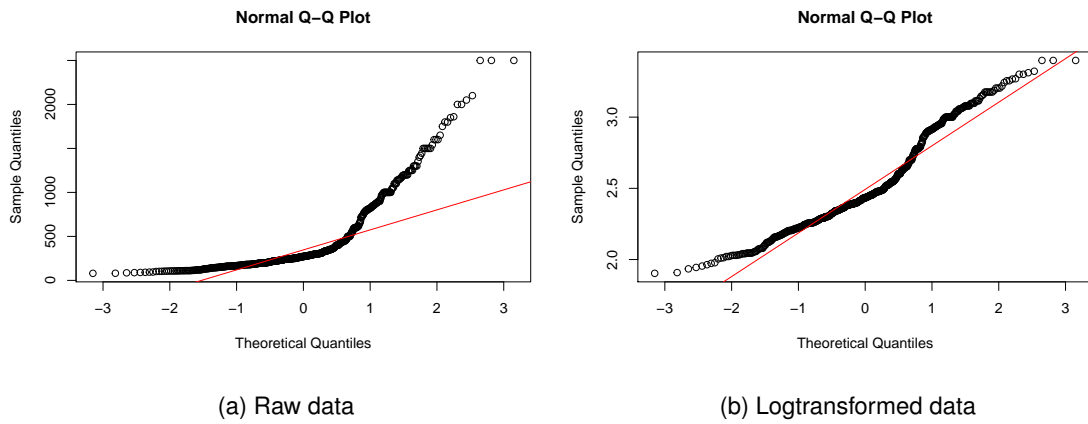 Normal Q−Q Plot
Sample Quantiles
2000
1000
500
0
−3 −2 −1 0 1 2 3
Theoretical Quantiles
(a) Raw data
Normal Q−Q Plot
Sample Quantiles
3.0
2.5
2.0
−3 −2 −1 0 1 2 3
Theoretical Quantiles
(b) Logtransformed data